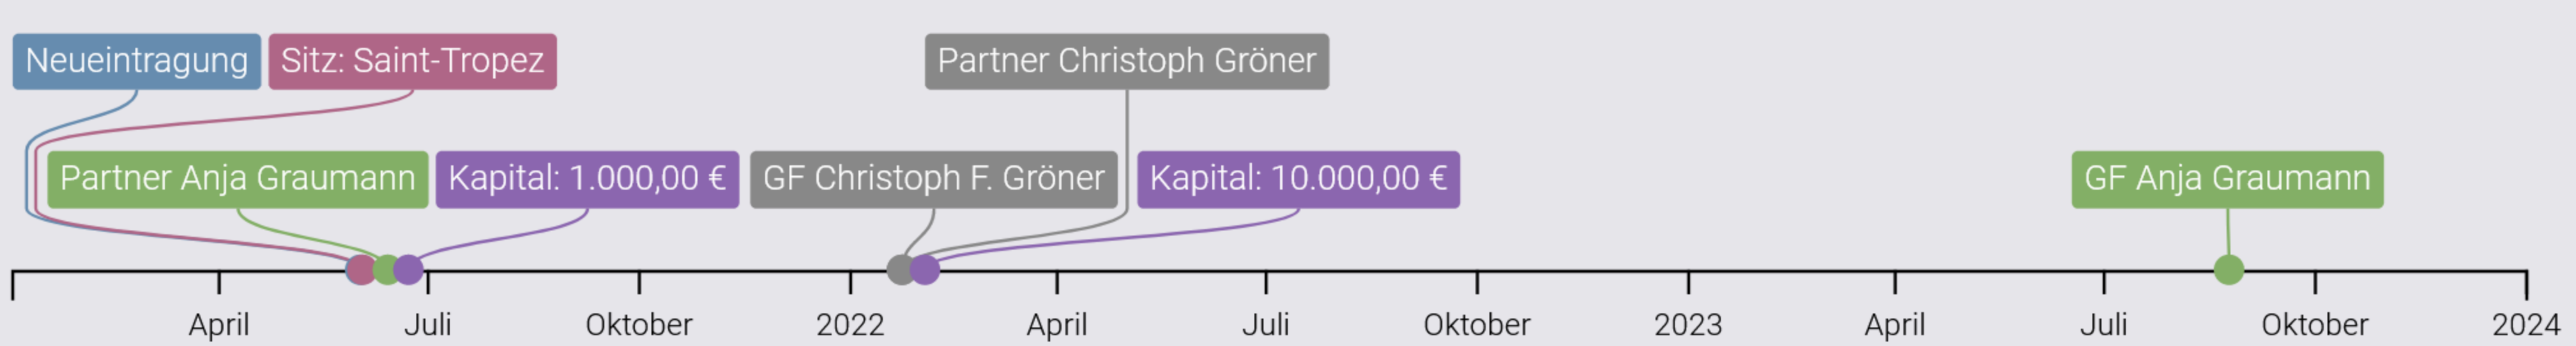 Neueintragung
Sitz: Saint-Tropez
Partner Christoph Gröner
Partner Anja Graumann
Kapital: 1.000,00 €
GF Christoph F. Gröner
Kapital: 10.000,00 €
GF Anja Graumann
April
Juli
Oktober
2022
April
Juli
Oktober
2023
April
Juli
Oktober
2024